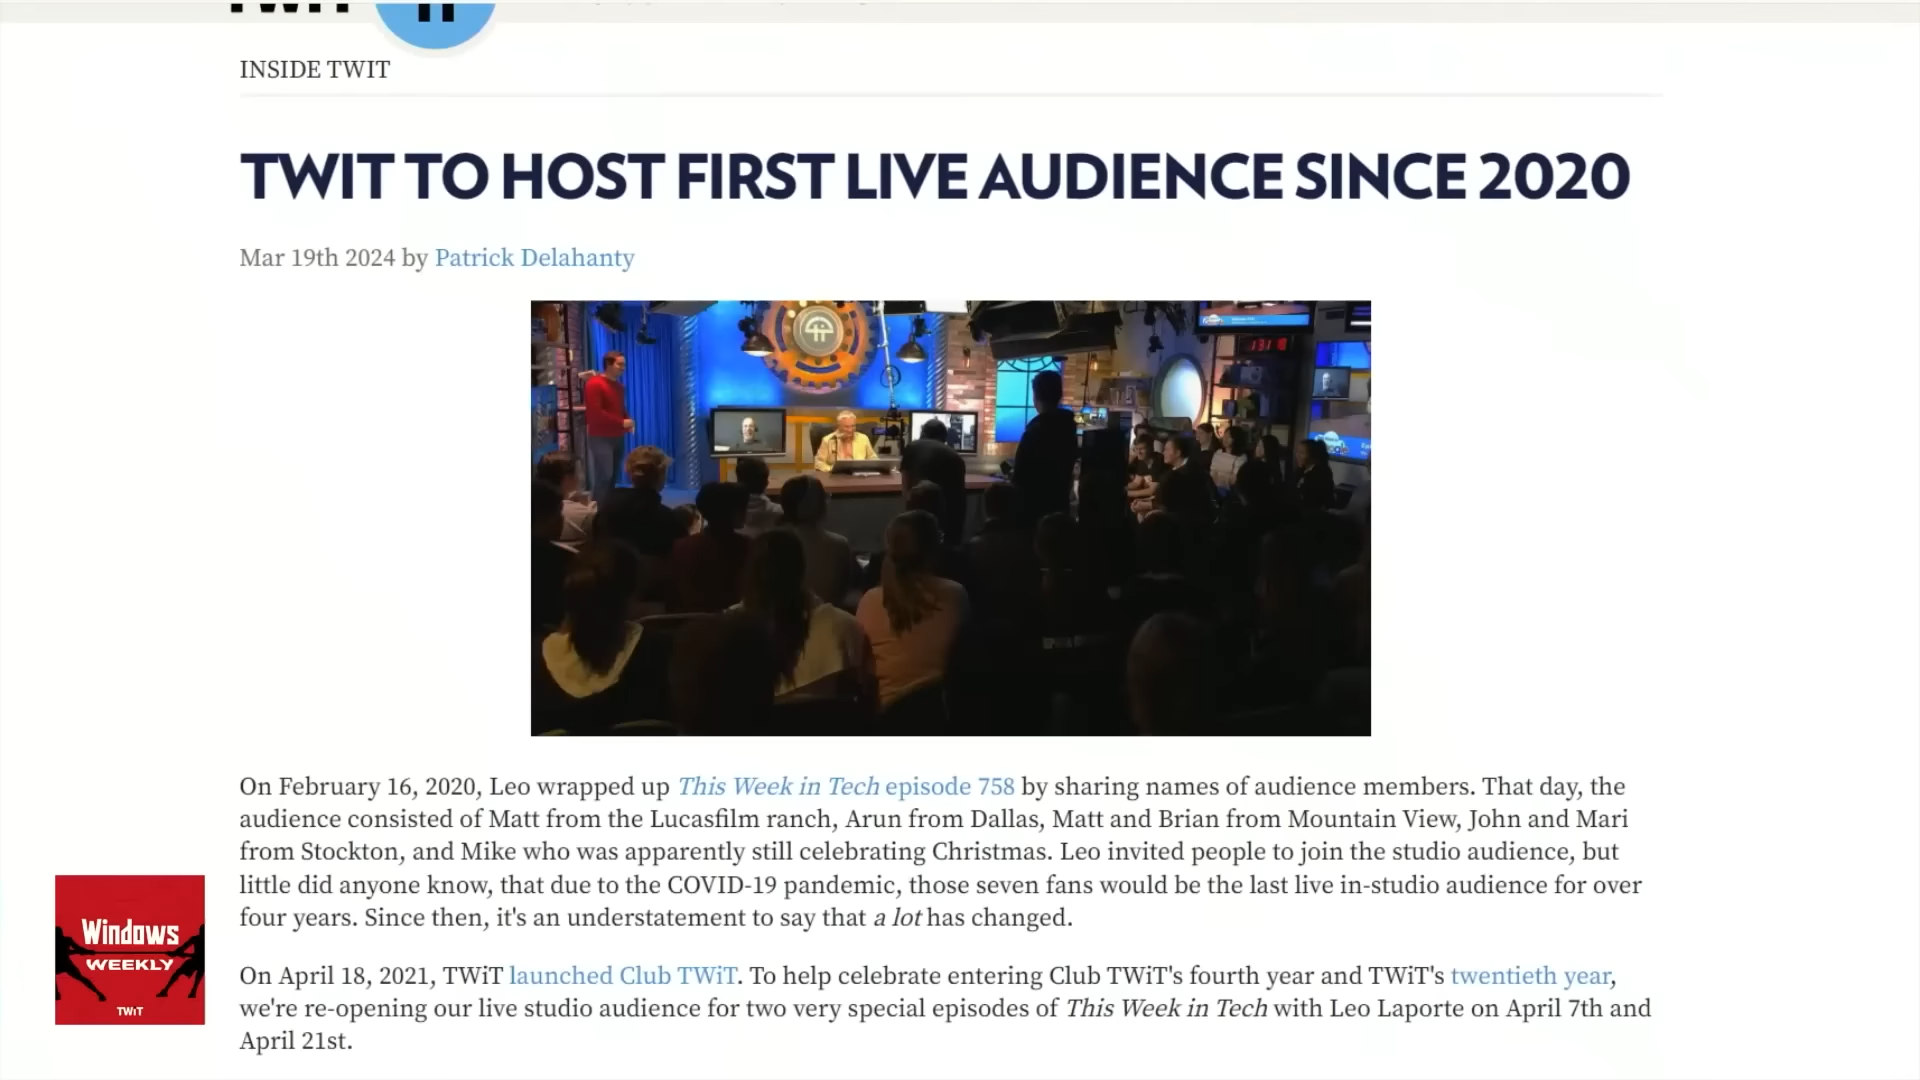 INSIDE TWIT
TWIT TO HOST FIRST LIVE AUDIENCE SINCE 2020
Mar 19th 2024 by Patrick Delahanty
On February 16, 2020, Leo wrapped up This Week in Tech episode 758 by sharing names of audience members. That day, the
audience consisted of Matt from the Lucasfilm ranch, Arun from Dallas, Matt and Brian from Mountain View, John and Mari
from Stockton, and Mike who was apparently still celebrating Christmas. Leo invited people to join the studio audience, but
little did anyone know, that due to the COVID-19 pandemic, those seven fans would be the last live in-studio audience for over
four years. Since then, it's an understatement to say that a lot has changed.
On April 18, 2021, TWiT launched Club TWiT. To help celebrate entering Club TWiT's fourth year and TWiT's twentieth year,
we're re-opening our live studio audience for two very special episodes of This Week in Tech with Leo Laporte on April 7th and
April 21st.
Windows
WEEKLY
TWiT